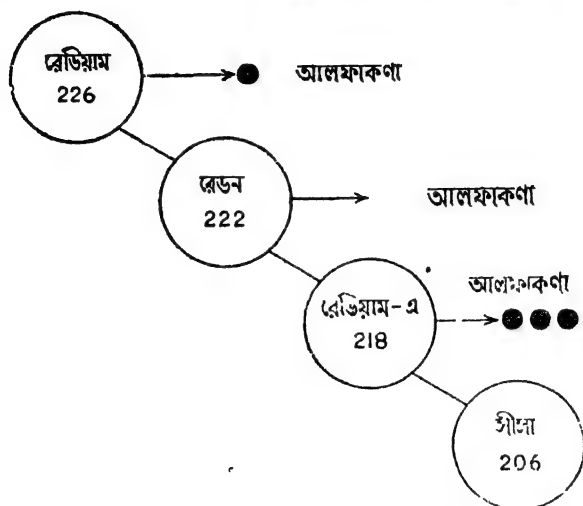 রেডিয়াম
226
আলফাকণা
রেডন
222
আলফাকণা
রেডিয়াম-এ
218
আলফাকণা
সীসা
206